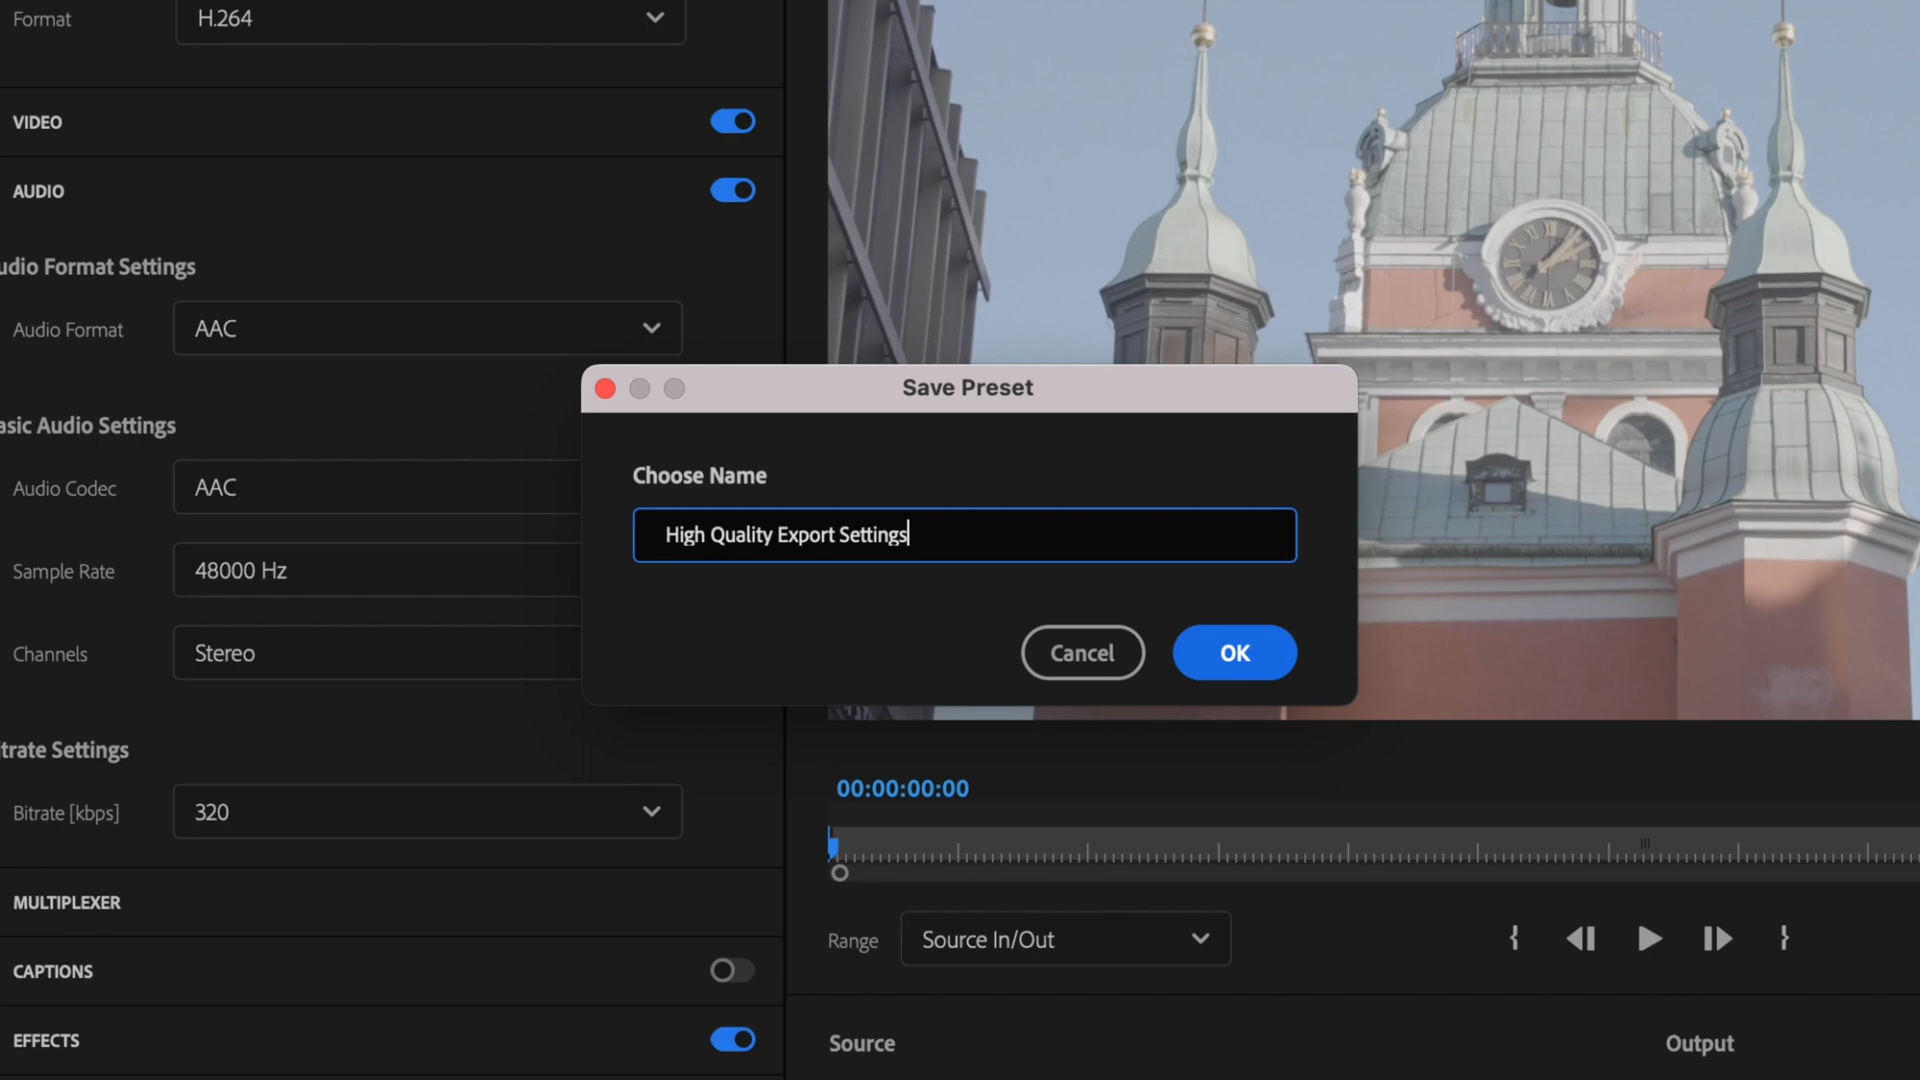 Format
H.264
VIDEO
AUDIO
udio Format Settings
Audio Format
AAC
asic Audio Settings
Audio Codec
AAC
Sample Rate
48000 Hz
Channels
Stereo
trate Settings
Bitrate [kbps]
320
MULTIPLEXER
CAPTIONS
EFFECTS
Save Preset
Choose Name
High Quality Export Settings
Cancel
OK
00:00:00:00
Range
Source In/Out
Source
Output